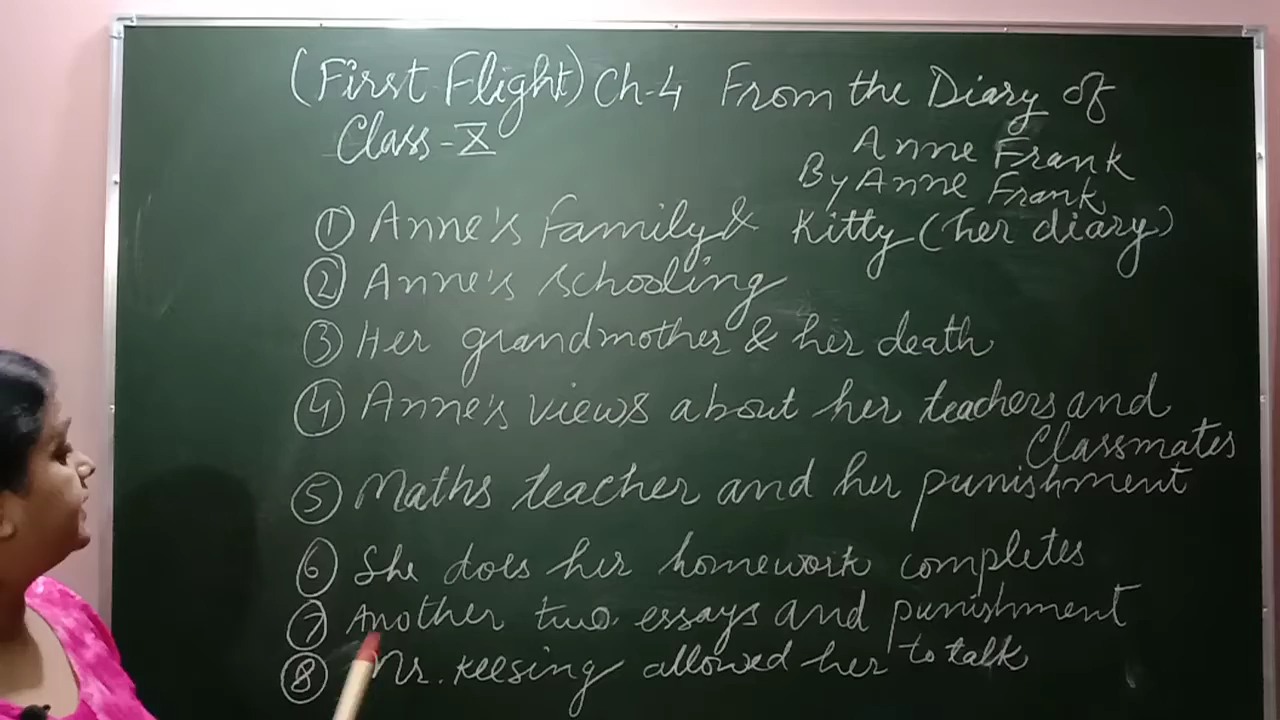 (First Flight) Ch-4 From the Diary of
Class-X Anne Frank
By Anne Frank
① Anne's Family & Kitty (her diary)
② Anne's schooling
③ Her grandmother & her death
④ Anne's views about her teachers and
Classmates
⑤ Maths teacher and her punishment
⑥ She does her homework completes
⑦ Another two essays and punishment
⑧ Mr. Keesing allowed her to talk